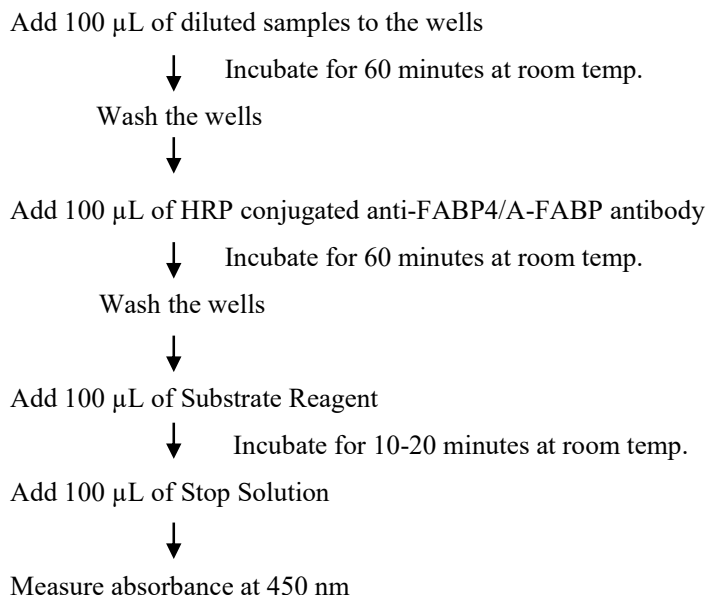 Add 100 µL of diluted samples to the wells
Incubate for 60 minutes at room temp.
Wash the wells
Add 100 µL of HRP conjugated anti-FABP4/A-FABP antibody
Incubate for 60 minutes at room temp.
Wash the wells
Add 100 µL of Substrate Reagent
Incubate for 10-20 minutes at room temp.
Add 100 µL of Stop Solution
Measure absorbance at 450 nm